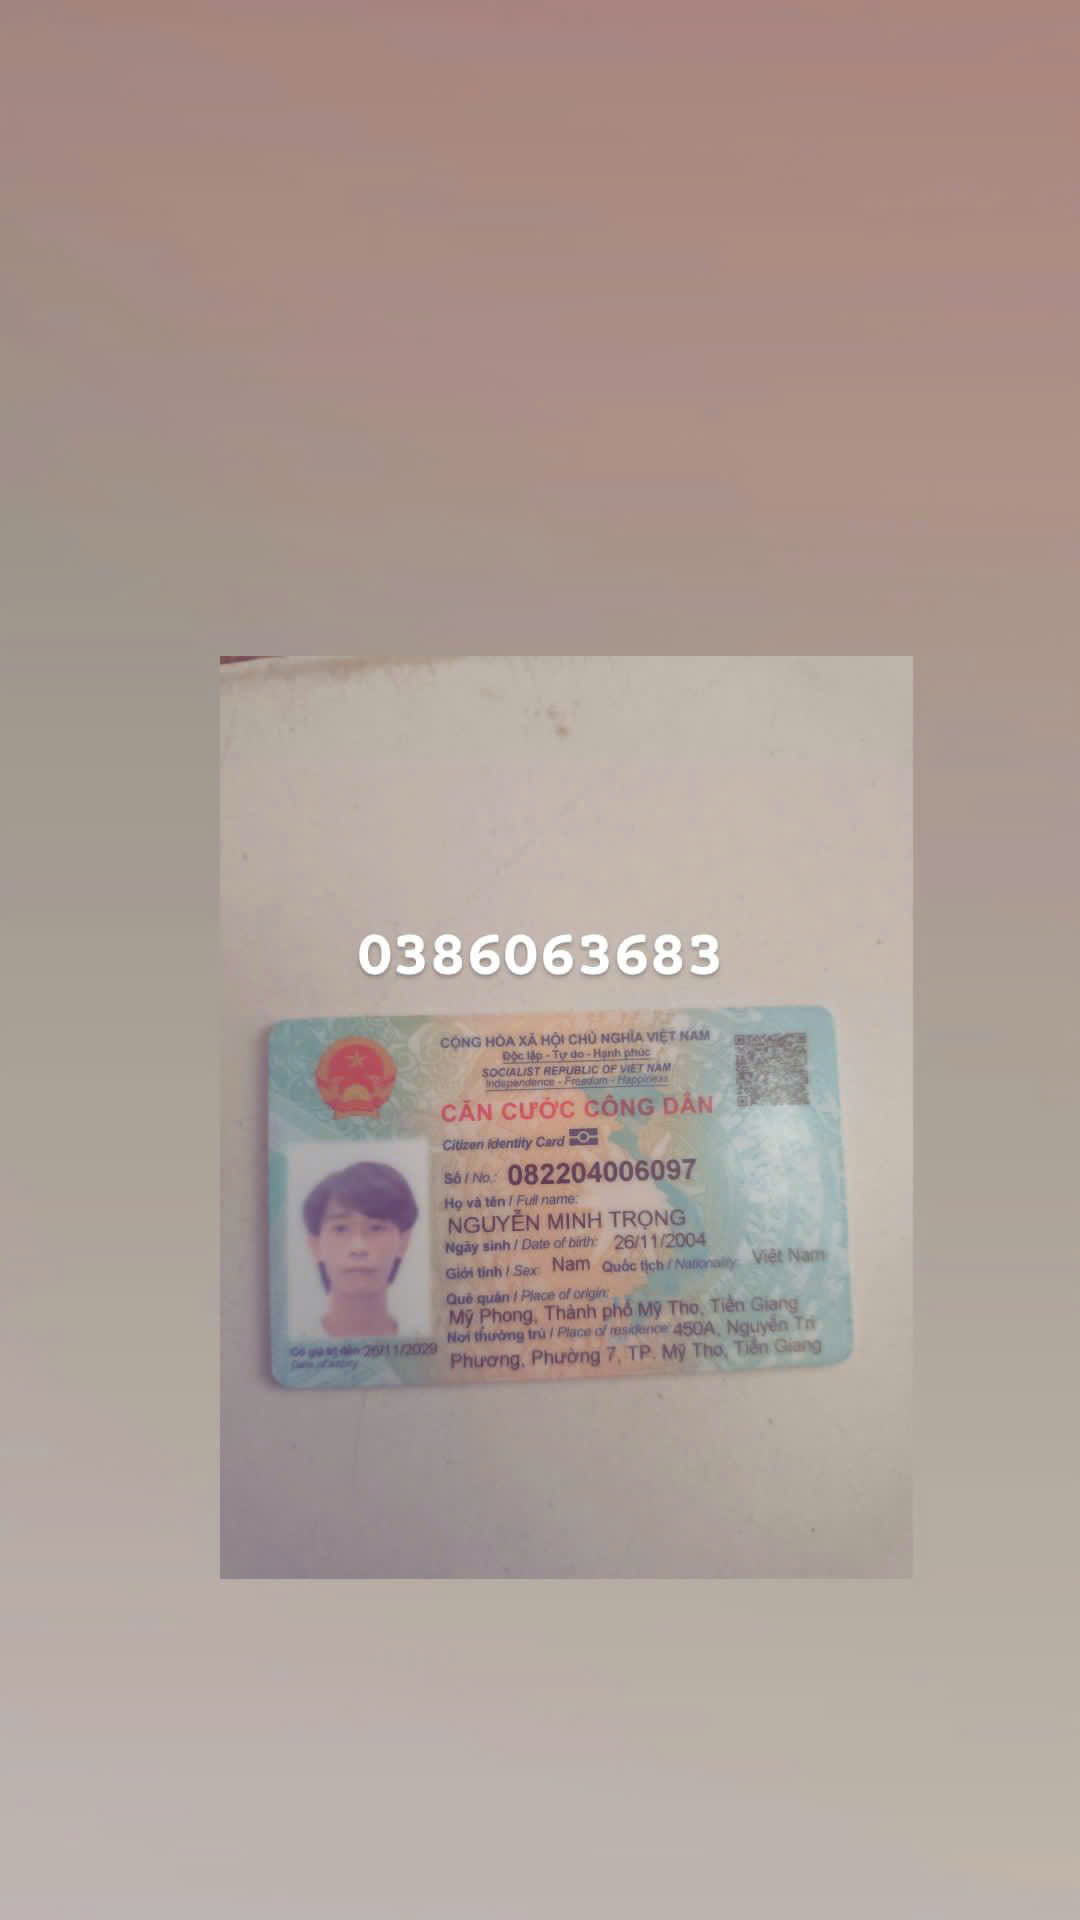 0386063683
CỘNG HÒA XÃ HỘI CHỦ NGHĨA VIỆT NAM
Độc lập - Tự do - Hạnh phúc
SOCIALIST REPUBLIC OF VIET NAM
Independence - Freedom - Happiness
CĂN CƯỚC CÔNG DÂN
Citizen Identity Card
Số / No.: 082204006097
Họ và tên / Full name:
NGUYỄN MINH TRỌNG
Ngày sinh / Date of birth: 26/11/2004
Giới tính / Sex: Nam Quốc tịch / Nationality: Việt Nam
Quê quán / Place of origin:
Mỹ Phong, Thành phố Mỹ Tho, Tiền Giang
Nơi thường trú / Place of residence: 450A, Nguyễn Tri
Phương, Phường 7, TP. Mỹ Tho, Tiền Giang
Có giá trị đến 26/11/2029
Date of expiry